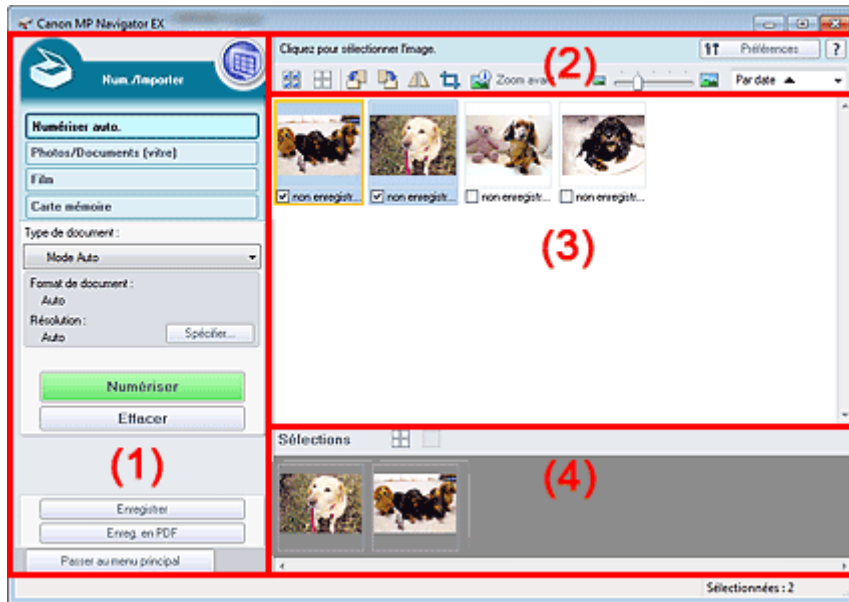 Canon MP Navigator EX
Num./Importer
Numériser auto.
Photos/Documents (vitre)
Film
Carte mémoire
Type de document :
Mode Auto
Format de document :
Auto
Résolution :
Auto
Spécifier...
Numériser
Effacer
(1)
Enregistrer
Enreg. en PDF
Passer au menu principal
Cliquez pour sélectionner l'image.
Préférences
?
Zoom avant
(2)
Par date
non enregistr...
non enregistr...
non enregistr...
non enregistr...
(3)
Sélections
(4)
Sélectionnées : 2